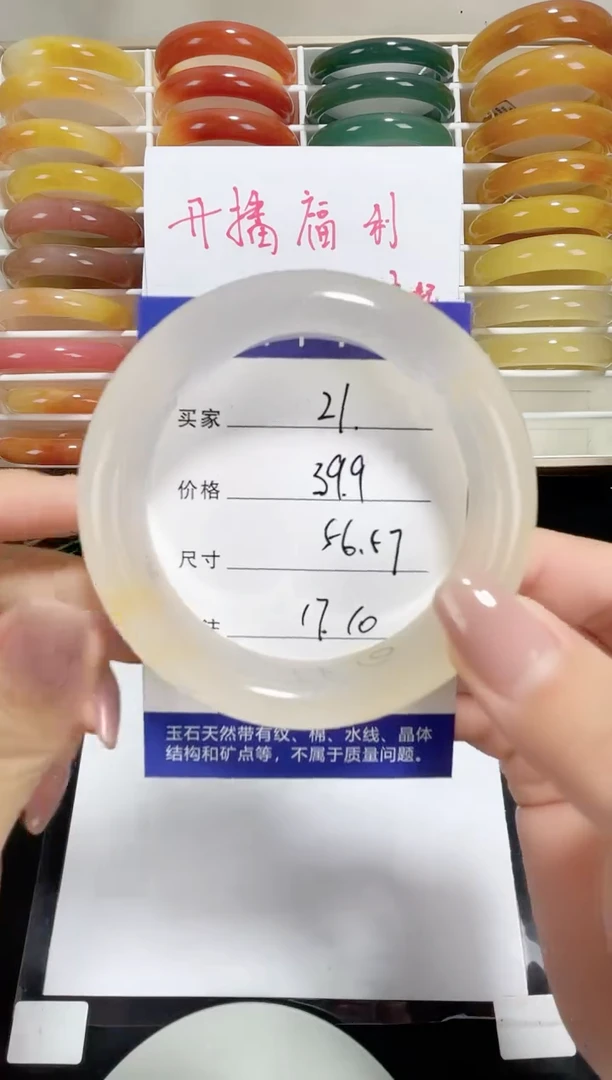 开播福利
买家 21.
价格 39.9
尺寸 56.57
注 17.10
玉石天然带有纹、棉、水线、晶体
结构和矿点等，不属于质量问题。